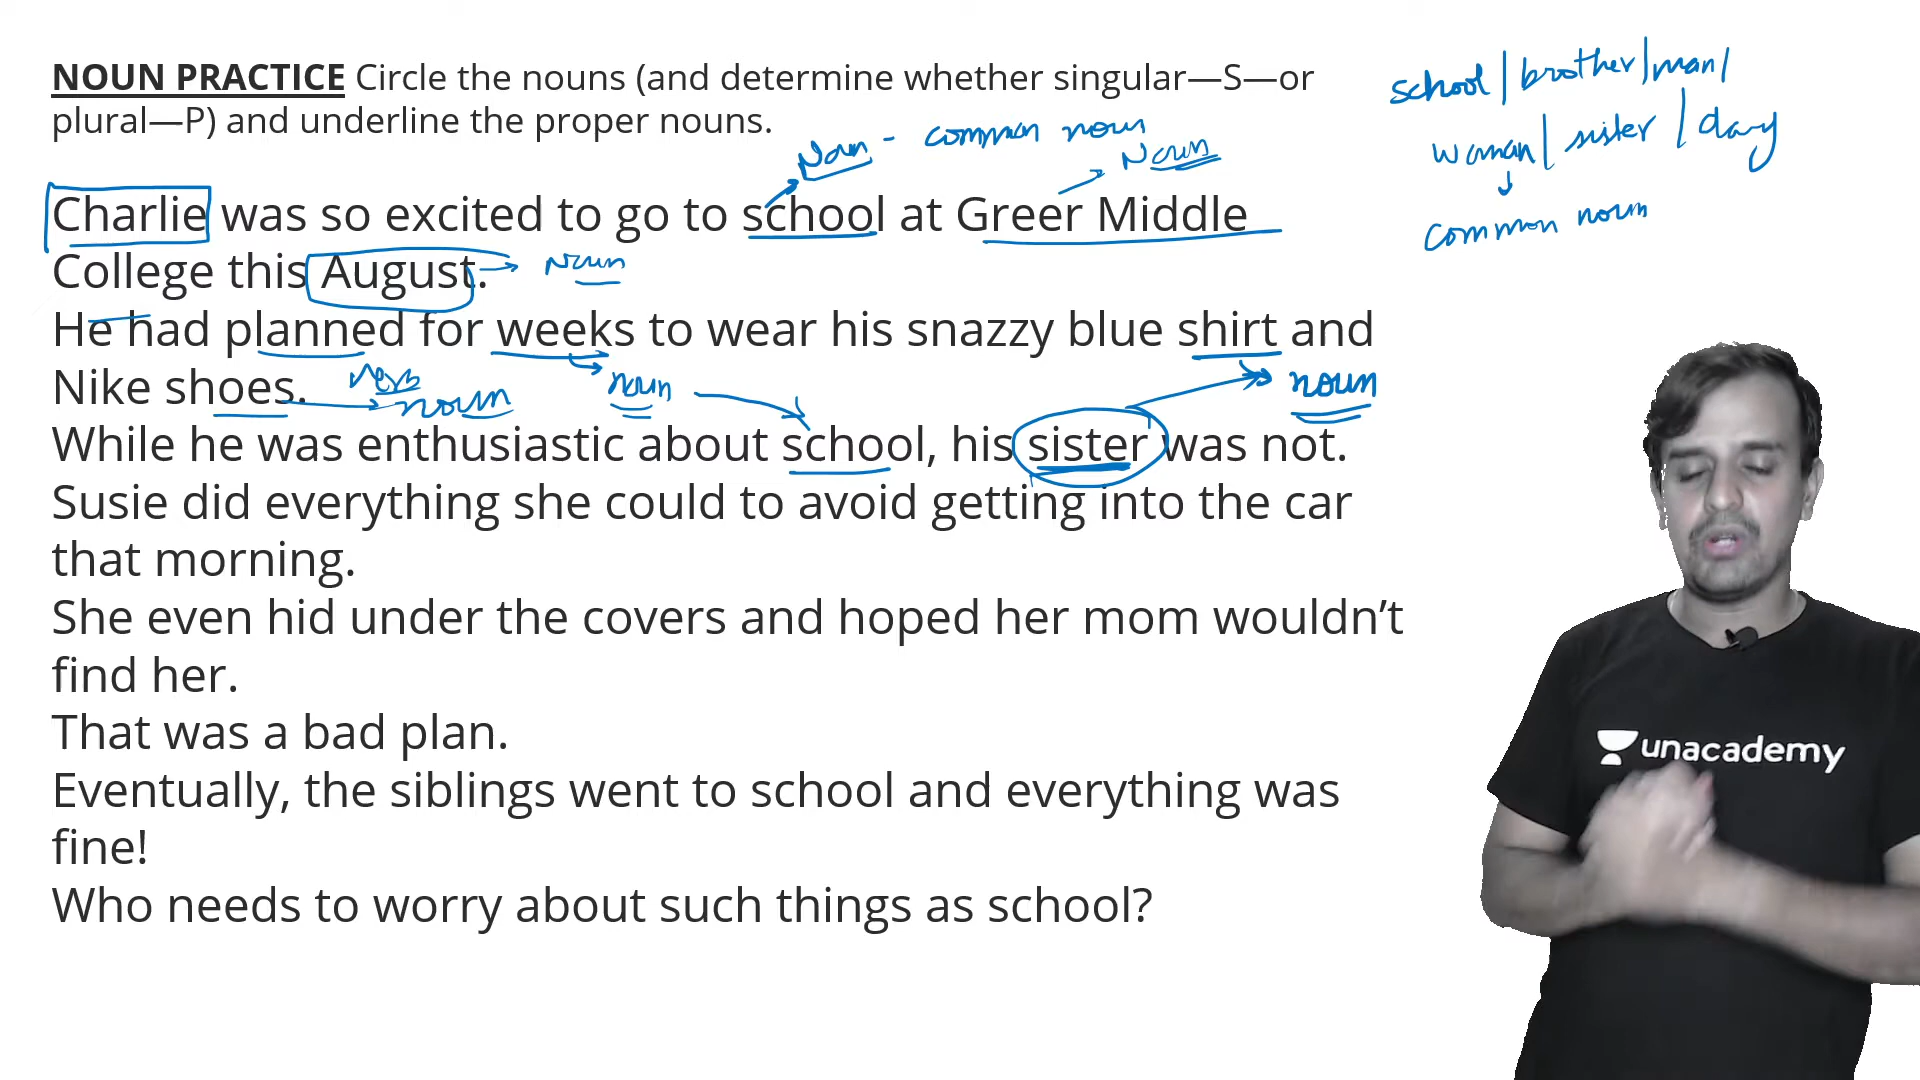 NOUN PRACTICE Circle the nouns (and determine whether singular—S—or
plural—P) and underline the proper nouns.
school | brother | man |
woman | sister | day
common noun
Noun - common noun
Noun
Charlie was so excited to go to school at Greer Middle
College this August.
Noun
He had planned for weeks to wear his snazzy blue shirt and
Nike shoes.
Verb
noun
noun
noun
While he was enthusiastic about school, his sister was not.
Susie did everything she could to avoid getting into the car
that morning.
She even hid under the covers and hoped her mom wouldn’t
find her.
That was a bad plan.
Eventually, the siblings went to school and everything was
fine!
Who needs to worry about such things as school?
unacademy